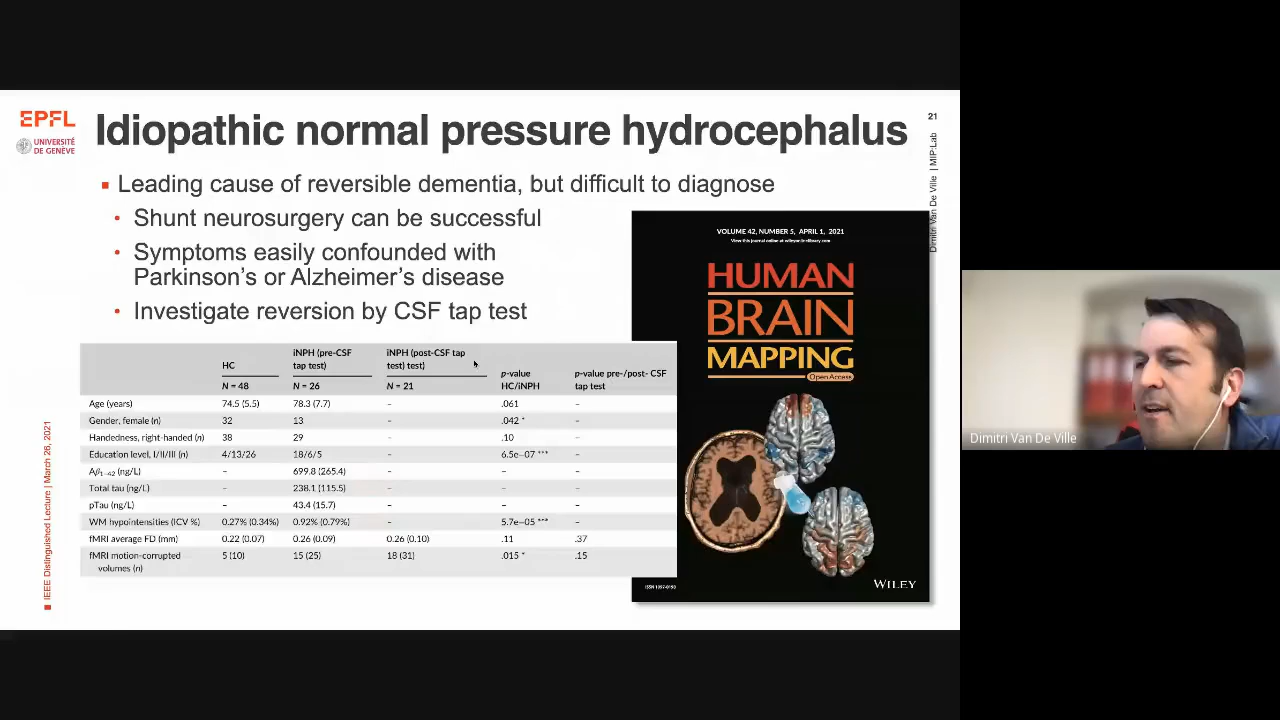 EPFL
UNIVERSITÉ
DE GENÈVE
Idiopathic normal pressure hydrocephalus
21
Dimitri Van De Ville | MIP:Lab
▪ Leading cause of reversible dementia, but difficult to diagnose
• Shunt neurosurgery can be successful
• Symptoms easily confounded with
Parkinson's or Alzheimer's disease
• Investigate reversion by CSF tap test
HC
iNPH (pre-CSF
tap test)
iNPH (post-CSF tap
test) test)
p-value
HC/iNPH
p-value pre-/post- CSF
tap test
N = 48 N = 26 N = 21
Age (years) 74.5 (5.5) 78.3 (7.7) – .061 –
Gender, female (n) 32 13 – .042 * –
Handedness, right-handed (n) 38 29 – .10 –
Education level, I/II/III (n) 4/13/26 18/6/5 – 6.5e−07 *** –
Aβ1–42 (ng/L) – 699.8 (265.4) – – –
Total tau (ng/L) – 238.1 (115.5) – – –
pTau (ng/L) – 43.4 (15.7) – – –
WM hypointensities (ICV %) 0.27% (0.34%) 0.92% (0.79%) – 5.7e−05 *** –
fMRI average FD (mm) 0.22 (0.07) 0.26 (0.09) 0.26 (0.10) .11 .37
fMRI motion-corrupted
volumes (n) 5 (10) 15 (25) 18 (31) .015 * .15
VOLUME 42, NUMBER 5, APRIL 1, 2021
View this journal online at wileyonlinelibrary.com
HUMAN
BRAIN
MAPPING
Open Access
WILEY
IEEE Distinguished Lecture | March 26, 2021
Dimitri Van De Ville